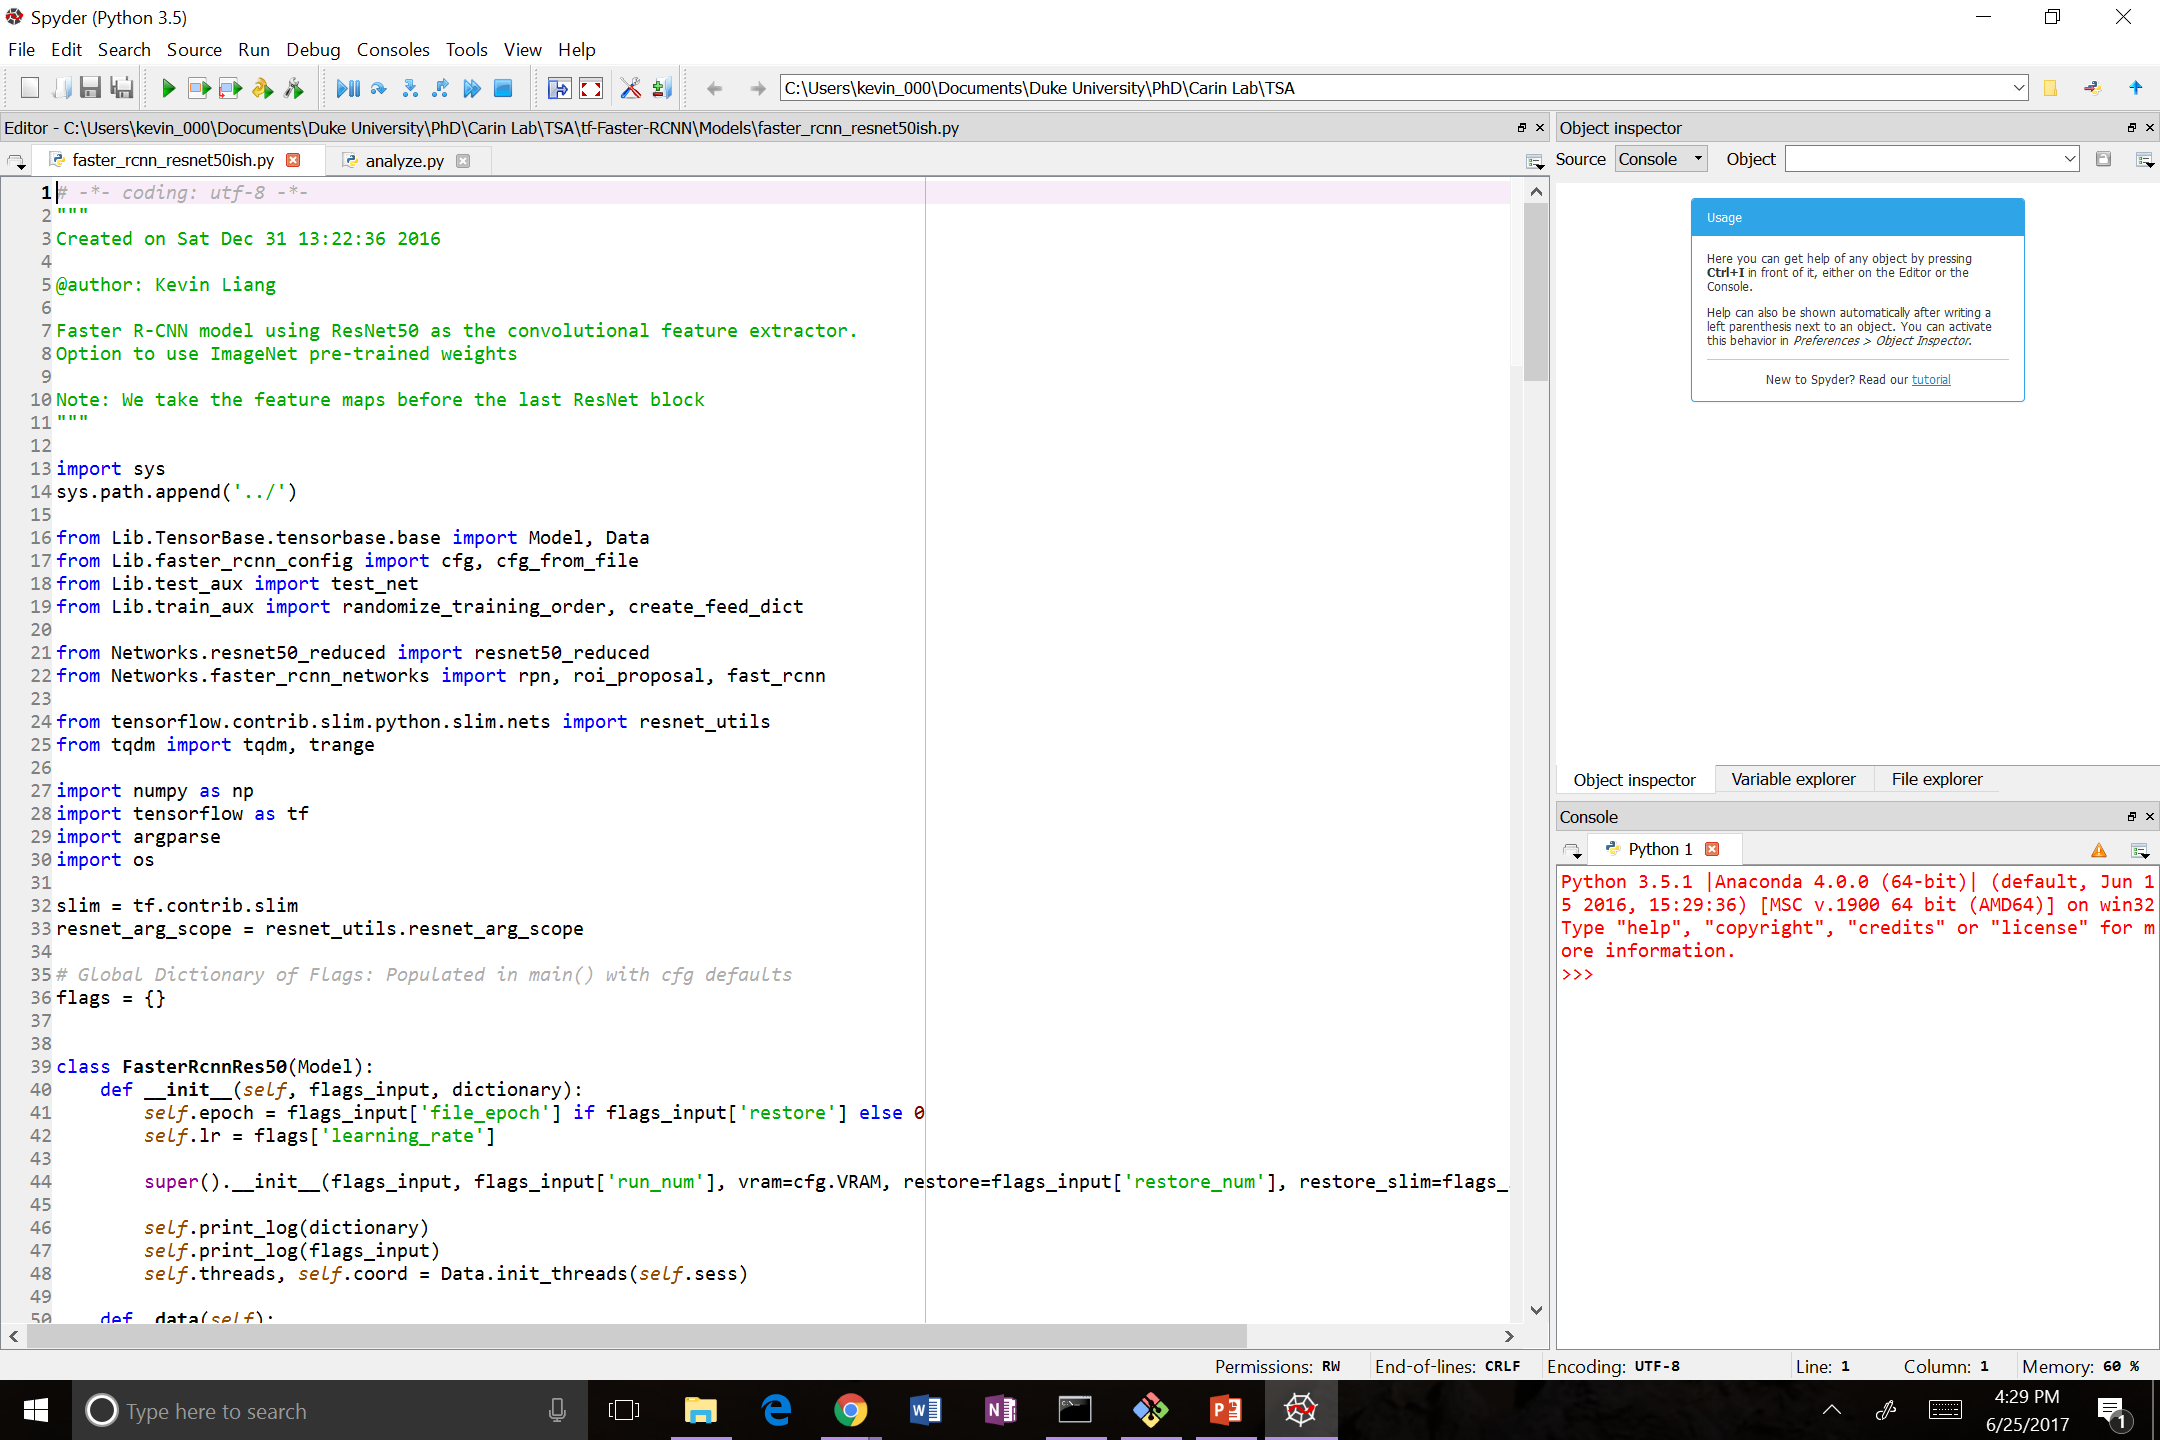 Spyder (Python 3.5)
File Edit Search Source Run Debug Consoles Tools View Help
C:\Users\kevin_000\Documents\Duke University\PhD\Carin Lab\TSA
Editor - C:\Users\kevin_000\Documents\Duke University\PhD\Carin Lab\TSA\tf-Faster-RCNN\Models\faster_rcnn_resnet50ish.py
faster_rcnn_resnet50ish.py analyze.py
1 # -*- coding: utf-8 -*-
2 """
3 Created on Sat Dec 31 13:22:36 2016
4
5 @author: Kevin Liang
6
7 Faster R-CNN model using ResNet50 as the convolutional feature extractor.
8 Option to use ImageNet pre-trained weights
9
10 Note: We take the feature maps before the last ResNet block
11 """
12
13 import sys
14 sys.path.append('../')
15
16 from Lib.TensorBase.tensorbase.base import Model, Data
17 from Lib.faster_rcnn_config import cfg, cfg_from_file
18 from Lib.test_aux import test_net
19 from Lib.train_aux import randomize_training_order, create_feed_dict
20
21 from Networks.resnet50_reduced import resnet50_reduced
22 from Networks.faster_rcnn_networks import rpn, roi_proposal, fast_rcnn
23
24 from tensorflow.contrib.slim.python.slim.nets import resnet_utils
25 from tqdm import tqdm, trange
26
27 import numpy as np
28 import tensorflow as tf
29 import argparse
30 import os
31
32 slim = tf.contrib.slim
33 resnet_arg_scope = resnet_utils.resnet_arg_scope
34
35 # Global Dictionary of Flags: Populated in main() with cfg defaults
36 flags = {}
37
38
39 class FasterRcnnRes50(Model):
40     def __init__(self, flags_input, dictionary):
41         self.epoch = flags_input['file_epoch'] if flags_input['restore'] else 0
42         self.lr = flags['learning_rate']
43
44         super().__init__(flags_input, flags_input['run_num'], vram=cfg.VRAM, restore=flags_input['restore_num'], restore_slim=flags_
45
46         self.print_log(dictionary)
47         self.print_log(flags_input)
48         self.threads, self.coord = Data.init_threads(self.sess)
49
50     def _data(self):
Object inspector
Source Console Object
Usage
Here you can get help of any object by pressing
Ctrl+I in front of it, either on the Editor or the
Console.
Help can also be shown automatically after writing a
left parenthesis next to an object. You can activate
this behavior in Preferences > Object Inspector.
New to Spyder? Read our tutorial
Object inspector Variable explorer File explorer
Console
Python 1
Python 3.5.1 |Anaconda 4.0.0 (64-bit)| (default, Jun 1
5 2016, 15:29:36) [MSC v.1900 64 bit (AMD64)] on win32
Type "help", "copyright", "credits" or "license" for m
ore information.
>>>
Permissions: RW End-of-lines: CRLF Encoding: UTF-8 Line: 1 Column: 1 Memory: 60 %
Type here to search
4:29 PM
6/25/2017
1